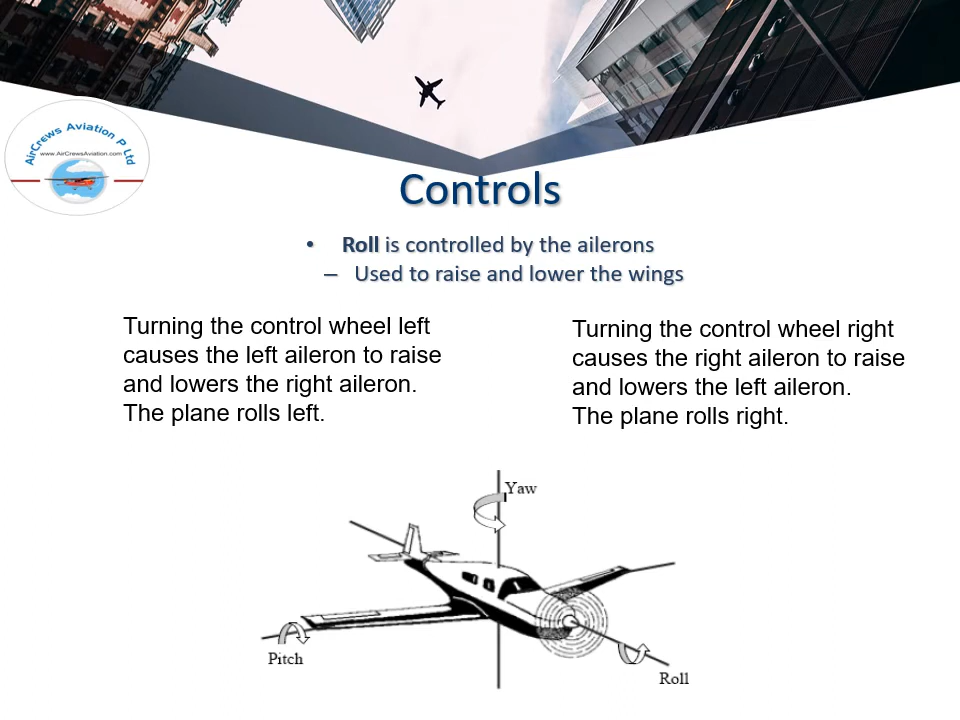 AirCrews Aviation P Ltd
www.AirCrewsAviation.com
Controls
• Roll is controlled by the ailerons
– Used to raise and lower the wings
Turning the control wheel left
causes the left aileron to raise
and lowers the right aileron.
The plane rolls left.
Turning the control wheel right
causes the right aileron to raise
and lowers the left aileron.
The plane rolls right.
Yaw
Pitch
Roll